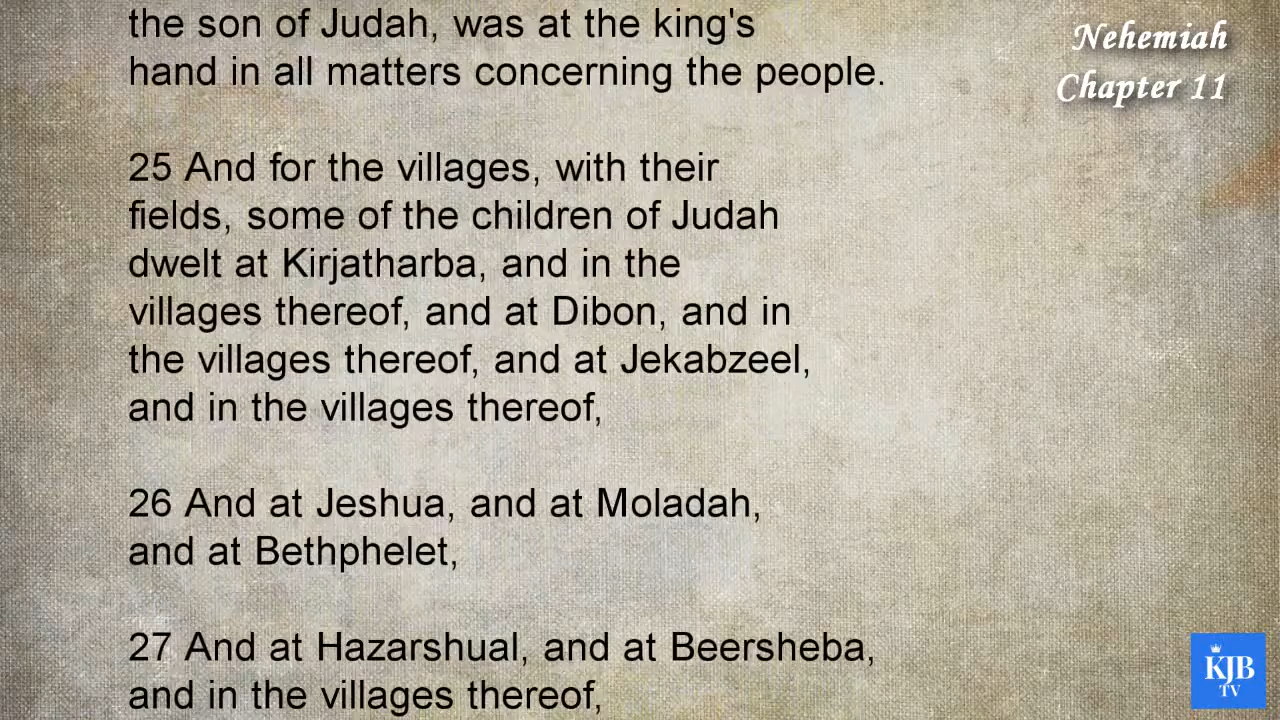 the son of Judah, was at the king's
hand in all matters concerning the people.
Nehemiah
Chapter 11
25 And for the villages, with their
fields, some of the children of Judah
dwelt at Kirjatharba, and in the
villages thereof, and at Dibon, and in
the villages thereof, and at Jekabzeel,
and in the villages thereof,
26 And at Jeshua, and at Moladah,
and at Bethphelet,
27 And at Hazarshual, and at Beersheba,
and in the villages thereof,
KJB
TV